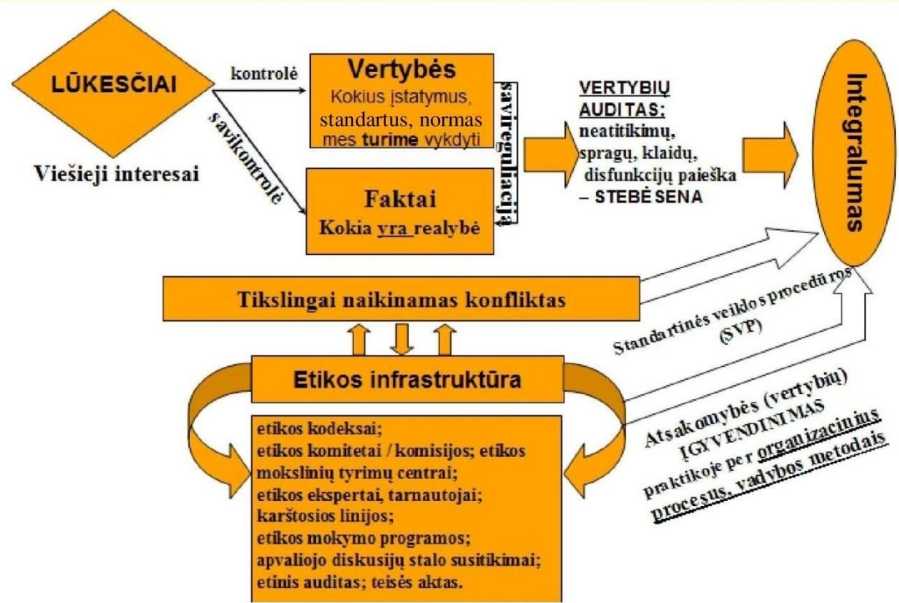 LŪKESČIAI
Viešieji interesai
kontrolė
savikontrolė
Vertybės
Kokius įstatymus,
standartus, normas
mes turime vykdyti
Faktai
Kokia yra realybė
savireguliacija
VERTYBIŲ
AUDITAS:
neatitikimų,
spragų, klaidų,
disfunkcijų paieška
– STEBĖSENA
Integralumas
Tikslingai naikinamas konfliktas
Etikos infrastruktūra
etikos kodeksai;
etikos komitetai / komisijos; etikos
mokslinių tyrimų centrai;
etikos ekspertai, tarnautojai;
karštosios linijos;
etikos mokymo programos;
apvaliojo diskusijų stalo susitikimai;
etinis auditas; teisės aktas.
Standartinės veiklos procedūros
(SVP)
Atsakomybės (vertybių)
ĮGYVENDINIMAS
praktikoje per organizacinius
procesus, vadybos metodais